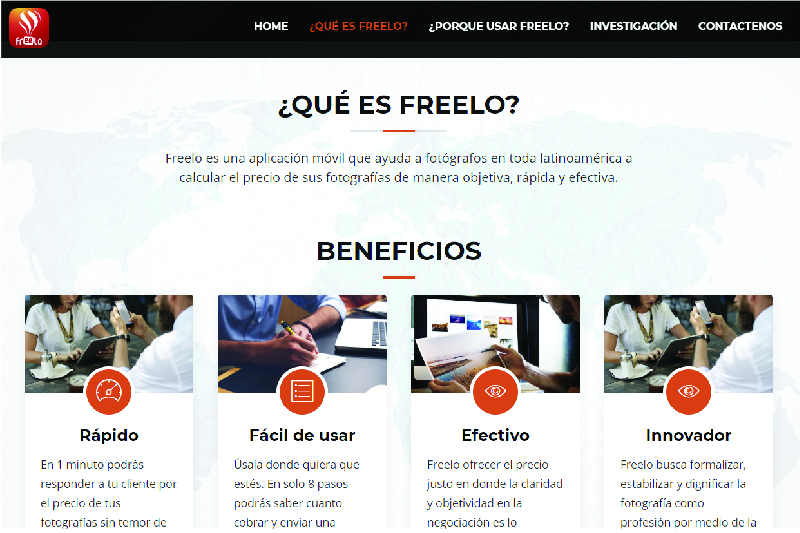 freelo
HOME ¿QUÉ ES FREELO? ¿PORQUE USAR FREELO? INVESTIGACIÓN CONTACTENOS
¿QUÉ ES FREELO?
Freelo es una aplicación móvil que ayuda a fotógrafos en toda latinoamérica a
calcular el precio de sus fotografías de manera objetiva, rápida y efectiva.
BENEFICIOS
Rápido
En 1 minuto podrás
responder a tu cliente por
el precio de tus
fotografías sin temor de
Fácil de usar
Úsala donde quiera que
estés. En solo 8 pasos
podrás saber cuanto
cobrar y enviar una
Efectivo
Freelo ofrecer el precio
justo en donde la claridad
y objetividad en la
negociación es lo
Innovador
Freelo busca formalizar,
estabilizar y dignificar la
fotografía como
profesión por medio de la